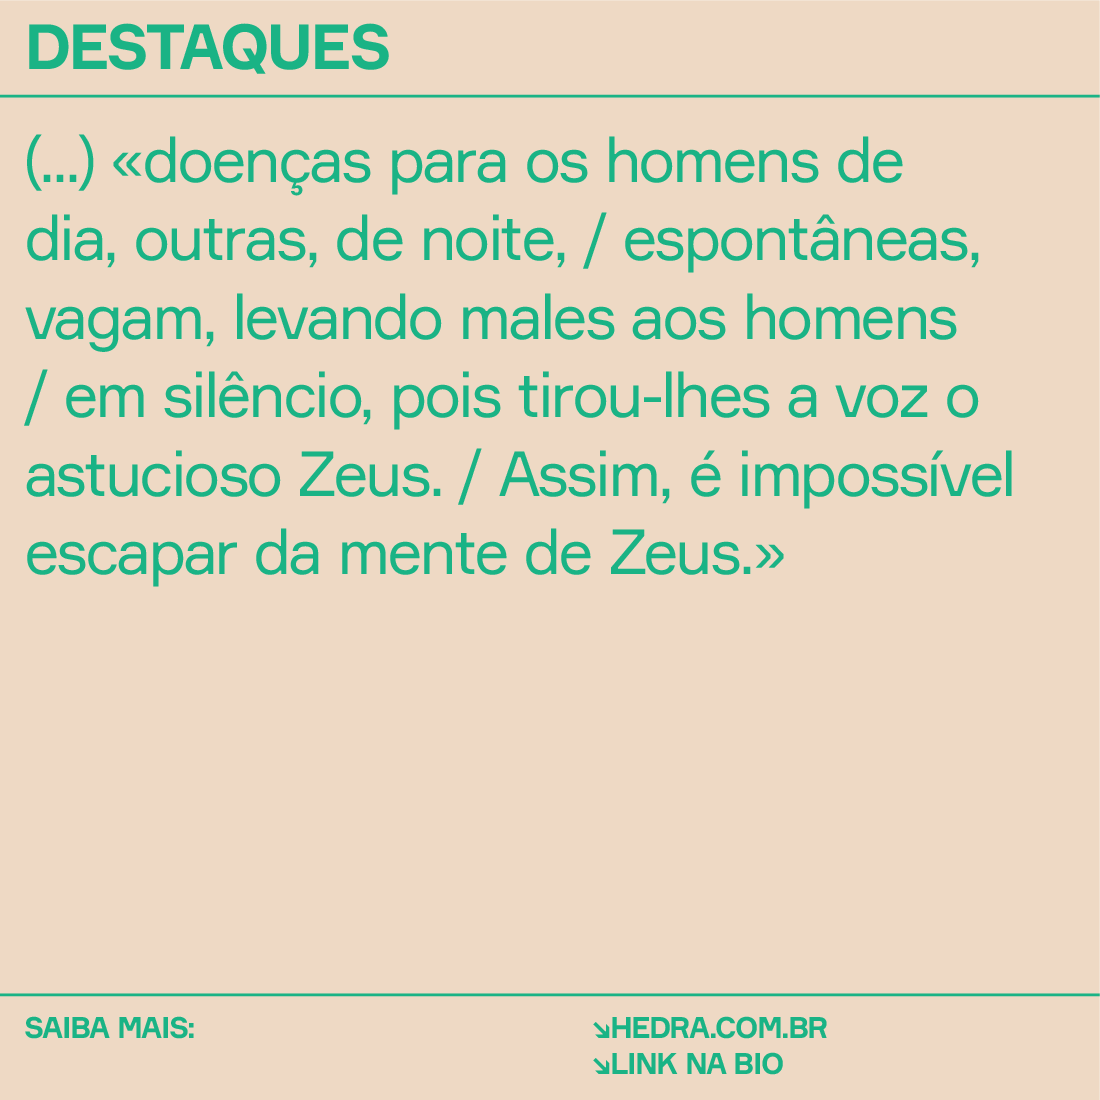 DESTAQUES
(...) «doenças para os homens de
dia, outras, de noite, / espontâneas,
vagam, levando males aos homens
/ em silêncio, pois tirou-lhes a voz o
astucioso Zeus. / Assim, é impossível
escapar da mente de Zeus.»
SAIBA MAIS:
↘HEDRA.COM.BR
↘LINK NA BIO